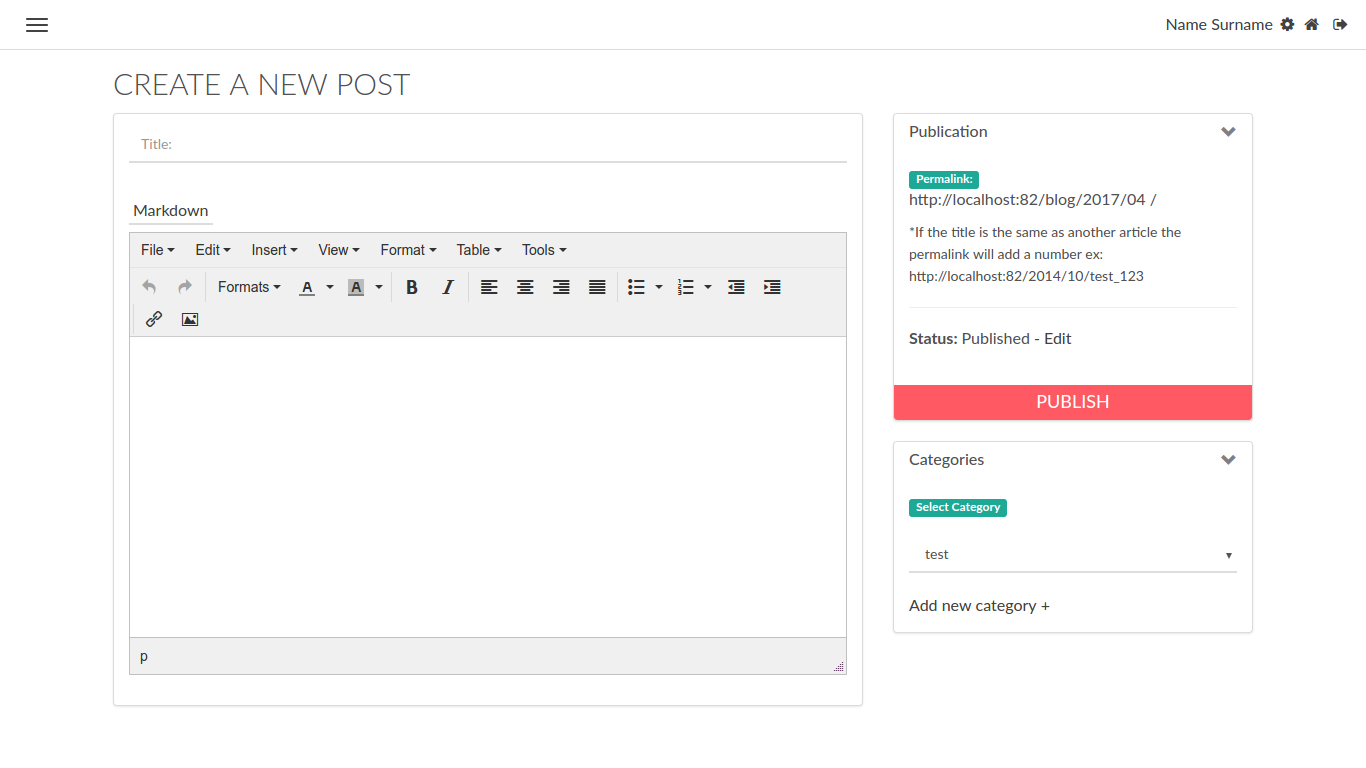 Name Surname
CREATE A NEW POST
Title:
Markdown
File Edit Insert View Format Table Tools
Formats A A B I
p
Publication
Permalink:
http://localhost:82/blog/2017/04 /
*If the title is the same as another article the
permalink will add a number ex:
http://localhost:82/2014/10/test_123
Status: Published - Edit
PUBLISH
Categories
Select Category
test
Add new category +